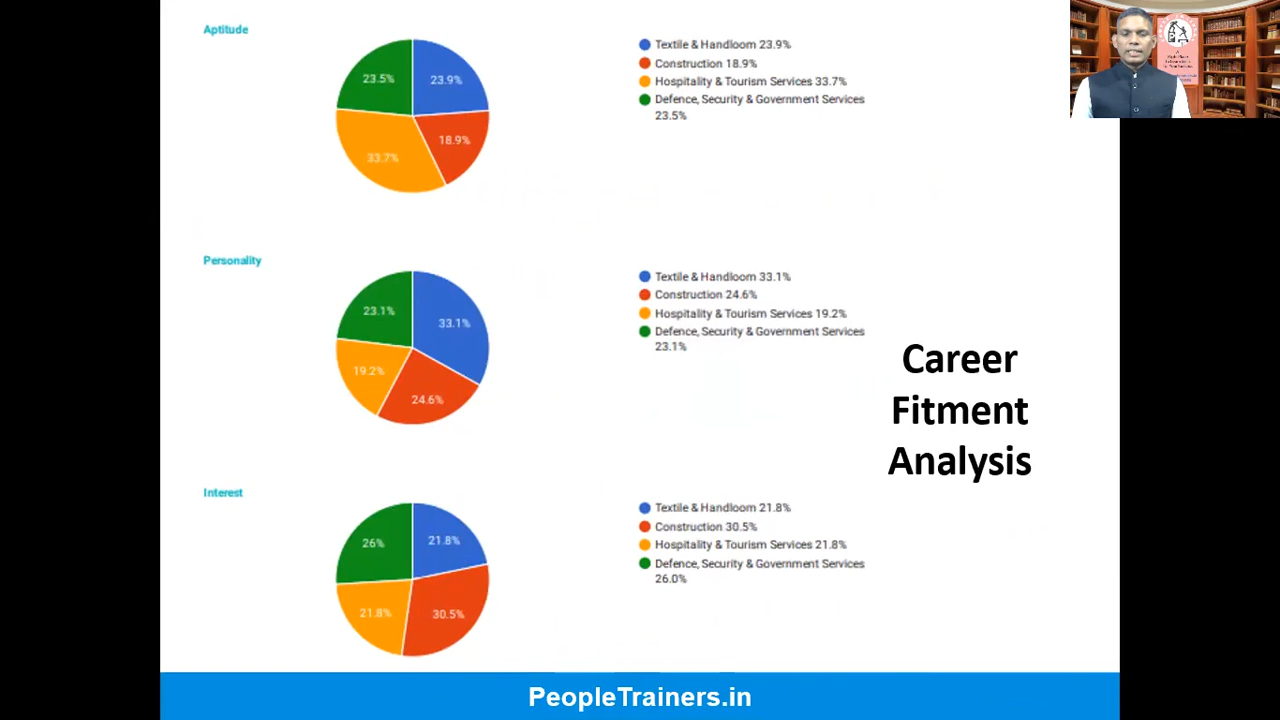 Aptitude
23.5%
23.9%
33.7%
18.9%
Textile & Handloom 23.9%
Construction 18.9%
Hospitality & Tourism Services 33.7%
Defence, Security & Government Services
23.5%
Personality
23.1%
33.1%
19.2%
24.6%
Textile & Handloom 33.1%
Construction 24.6%
Hospitality & Tourism Services 19.2%
Defence, Security & Government Services
23.1%
Career
Fitment
Analysis
Interest
26%
21.8%
21.8%
30.5%
Textile & Handloom 21.8%
Construction 30.5%
Hospitality & Tourism Services 21.8%
Defence, Security & Government Services
26.0%
PeopleTrainers.in